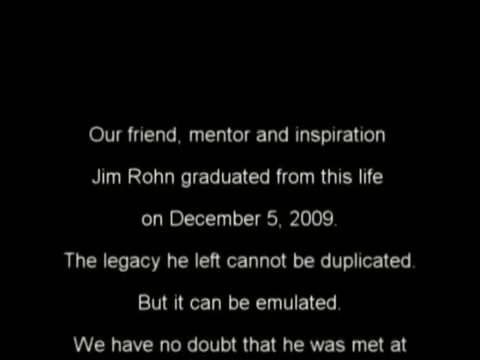 Our friend, mentor and inspiration
Jim Rohn graduated from this life
on December 5, 2009.
The legacy he left cannot be duplicated.
But it can be emulated.
We have no doubt that he was met at